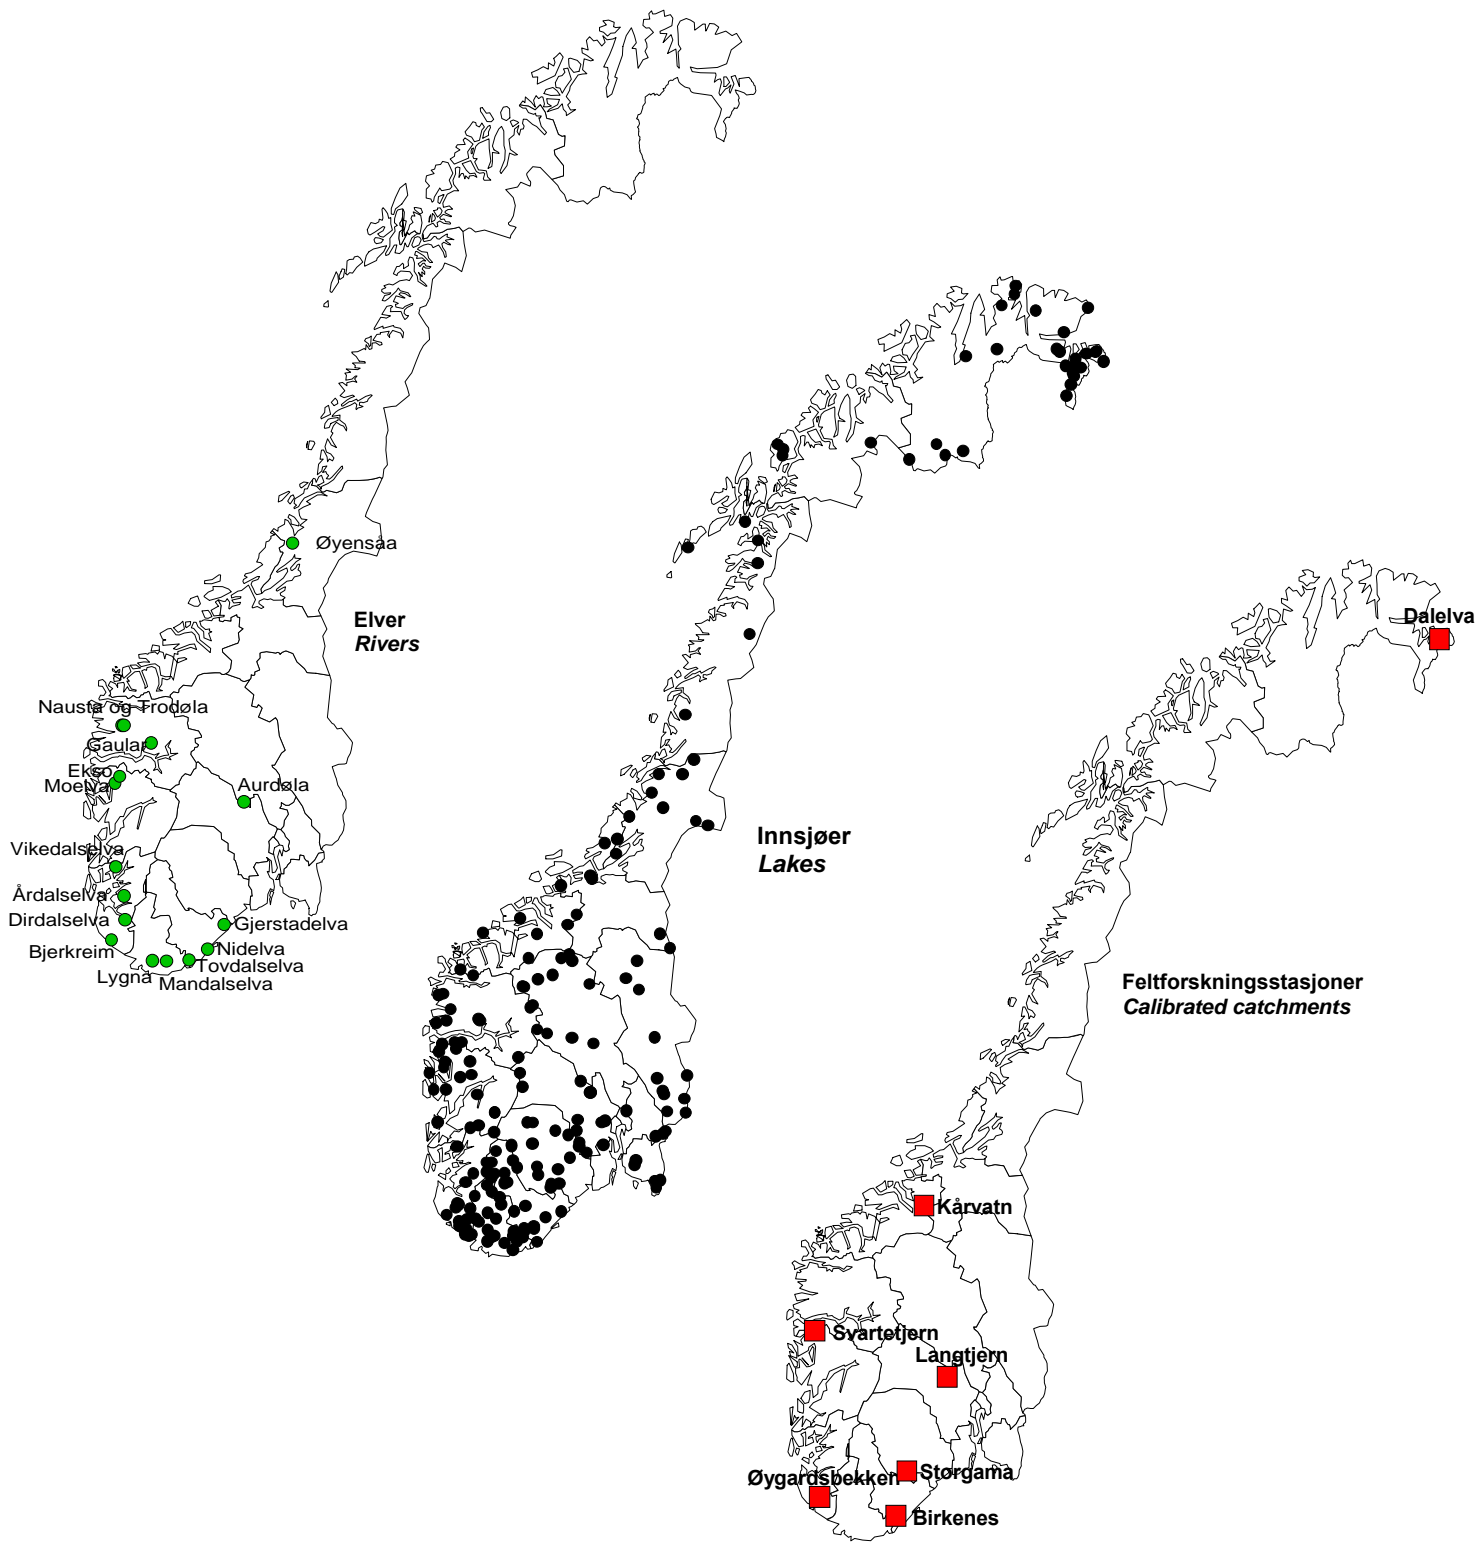 Øyensåa
Elver
Rivers
Nausta og Trodøla
Gaular
Ekso
Moelva
Aurdøla
Vikedalselva
Årdalselva
Dirdalselva
Bjerkreim
Gjerstadelva
Nidelva
Tovdalselva
Lygna
Mandalselva
Innsjøer
Lakes
Dalelva
Feltforskningsstasjoner
Calibrated catchments
Kårvatn
Svartetjern
Langtjern
Storgama
Øygardsbekken
Birkenes